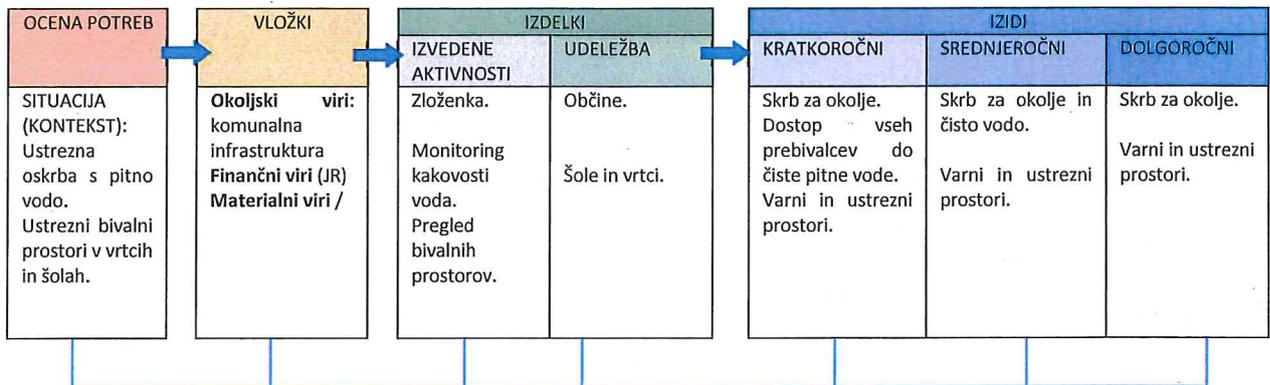 OCENA POTREB
SITUACIJA
(KONTEKST):
Ustrezna
oskrba s pitno
vodo.
Ustrezni bivalni
prostori v vrtcih
in šolah.
VLOŽKI
Okoljski viri:
komunalna
infrastruktura
Finančni viri (JR)
Materialni viri /
IZDELKI
IZVEDENE
AKTIVNOSTI
Zloženka.
Monitoring
kakovosti
voda.
Pregled
bivalnih
prostorov.
UDELEŽBA
Občine.
Šole in vrtci.
IZIDI
KRATKOROČNI
Skrb za okolje.
Dostop vseh
prebivalcev do
čiste pitne vode.
Varni in ustrezni
prostori.
SREDNJEROČNI
Skrb za okolje in
čisto vodo.
Varni in ustrezni
prostori.
DOLGOROČNI
Skrb za okolje.
Varni in ustrezni
prostori.